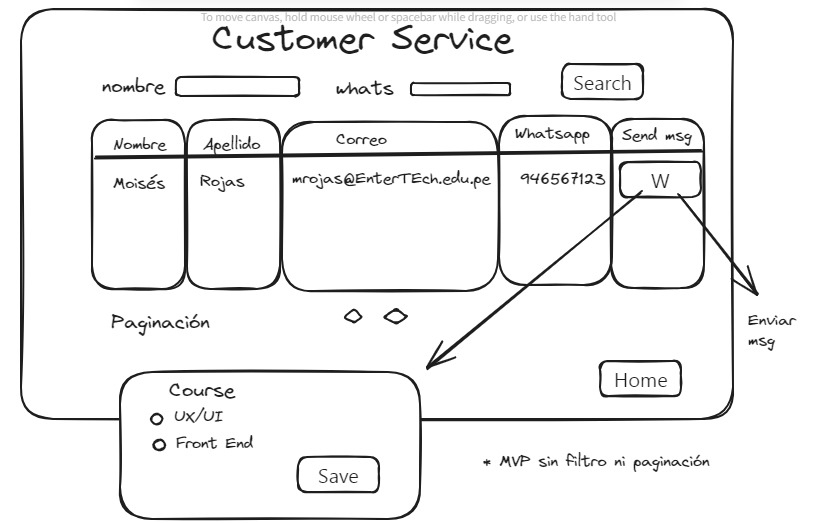 To move canvas, hold mouse wheel or spacebar while dragging, or use the hand tool
Customer Service
nombre whats Search
Nombre Apellido Correo Whatsapp Send msg
Moisés Rojas mrojas@EnterTEch.edu.pe 946567123 W
Paginación
Enviar
msg
Home
Course
UX/UI
Front End
Save
* MVP sin filtro ni paginación